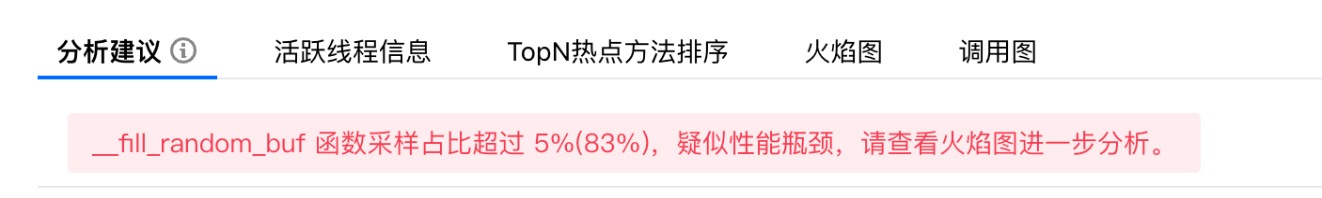 分析建议 活跃线程信息 TopN热点方法排序 火焰图 调用图
__fill_random_buf 函数采样占比超过 5%(83%)，疑似性能瓶颈，请查看火焰图进一步分析。